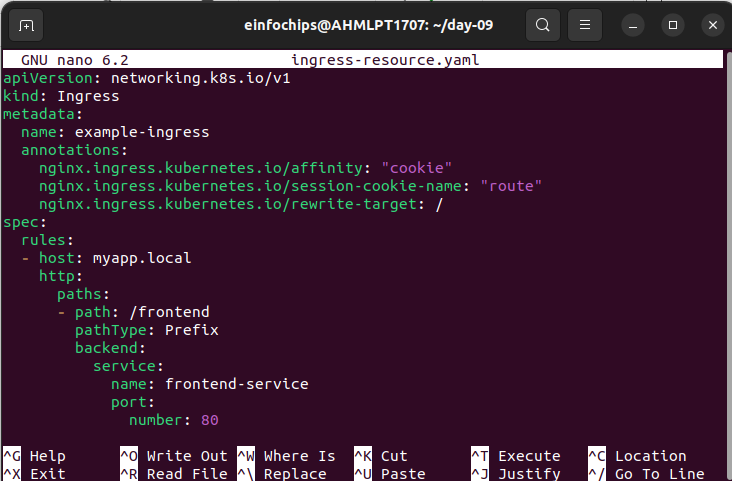 einfochips@AHMLPT1707: ~/day-09
GNU nano 6.2 ingress-resource.yaml
apiVersion: networking.k8s.io/v1
kind: Ingress
metadata:
  name: example-ingress
  annotations:
    nginx.ingress.kubernetes.io/affinity: "cookie"
    nginx.ingress.kubernetes.io/session-cookie-name: "route"
    nginx.ingress.kubernetes.io/rewrite-target: /
spec:
  rules:
  - host: myapp.local
    http:
      paths:
      - path: /frontend
        pathType: Prefix
        backend:
          service:
            name: frontend-service
            port:
              number: 80
^G Help ^O Write Out ^W Where Is ^K Cut ^T Execute ^C Location
^X Exit ^R Read File ^\ Replace ^U Paste ^J Justify ^/ Go To Line